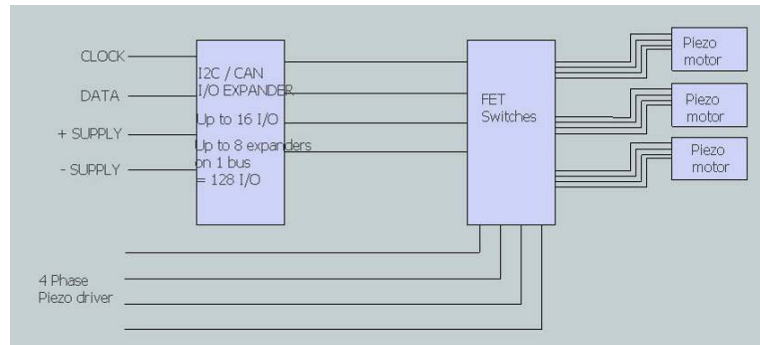 CLOCK
DATA
+ SUPPLY
- SUPPLY
I2C / CAN
I/O EXPANDER
Up to 16 I/O
Up to 8 expanders
on 1 bus
= 128 I/O
FET
Switches
Piezo
motor
Piezo
motor
Piezo
motor
4 Phase
Piezo driver